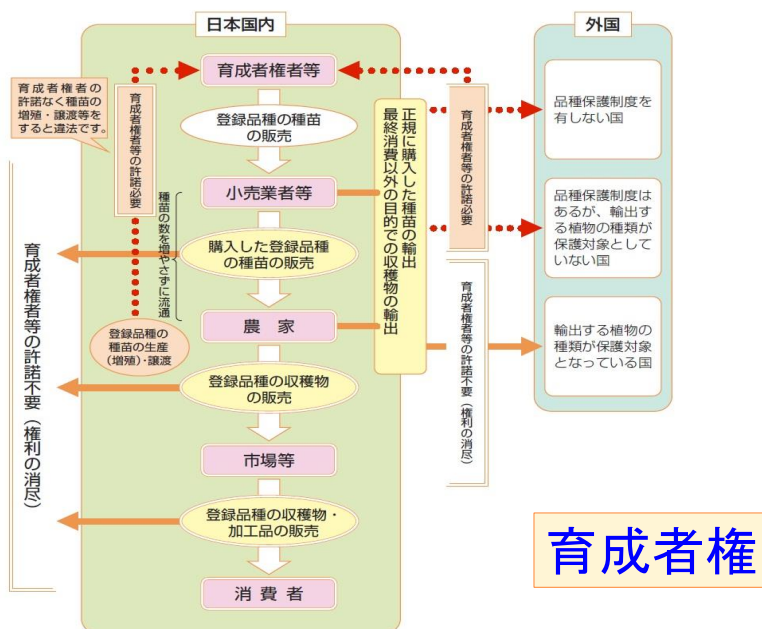 日本国内
育成者権者等
登録品種の種苗
の販売
小売業者等
購入した登録品種
の種苗の販売
農 家
登録品種の収穫物
の販売
市場等
登録品種の収穫物・
加工品の販売
消 費 者
育成者権者の
許諾なく種苗の
増殖・譲渡等を
すると違法です。
育成者権者等の許諾必要
種苗の数を増やさずに流通
登録品種の
種苗の生産
(増殖)・譲渡
育成者権者等の許諾不要(権利の消尽)
正規に購入した種苗の輸出
最終消費以外の目的での収穫物の輸出
育成者権者等の許諾必要
育成者権者等の許諾不要(権利の消尽)
外国
品種保護制度を
有しない国
品種保護制度は
あるが、輸出す
る植物の種類が
保護対象として
いない国
輸出する植物の
種類が保護対象
となっている国
育成者権